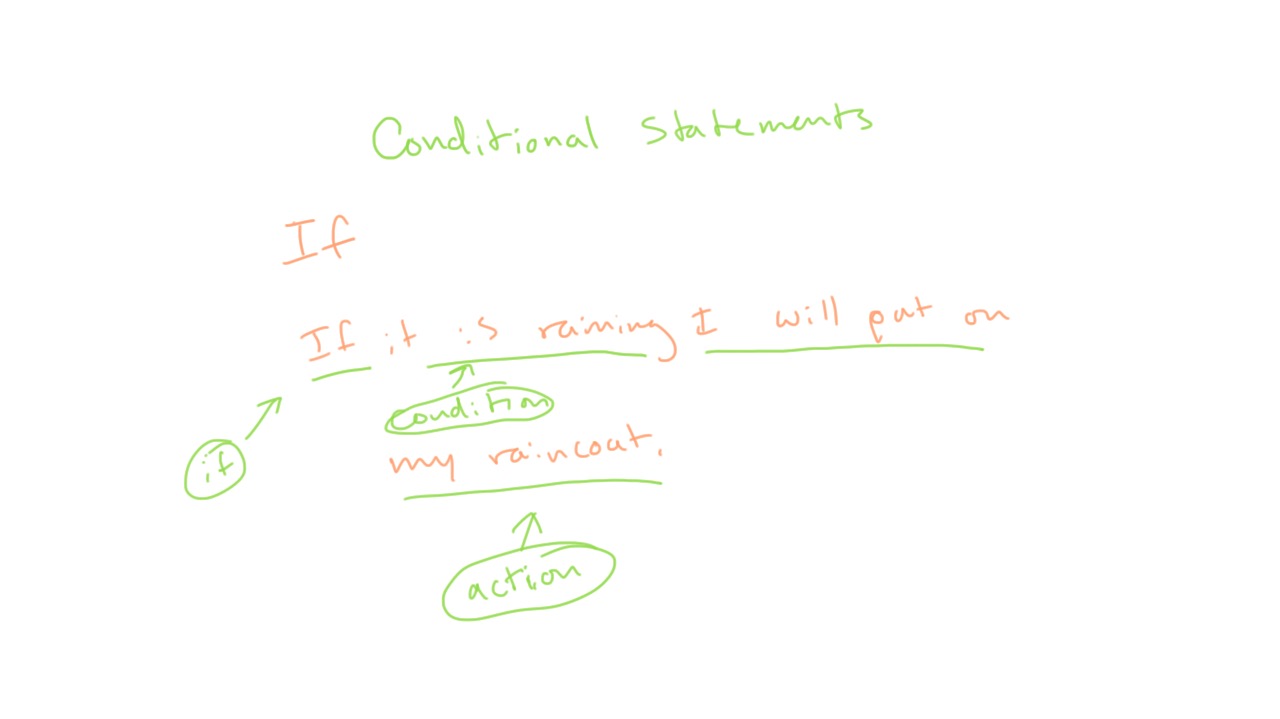 Conditional statements
If
If it is raining I will put on
condition
my raincoat.
if
action